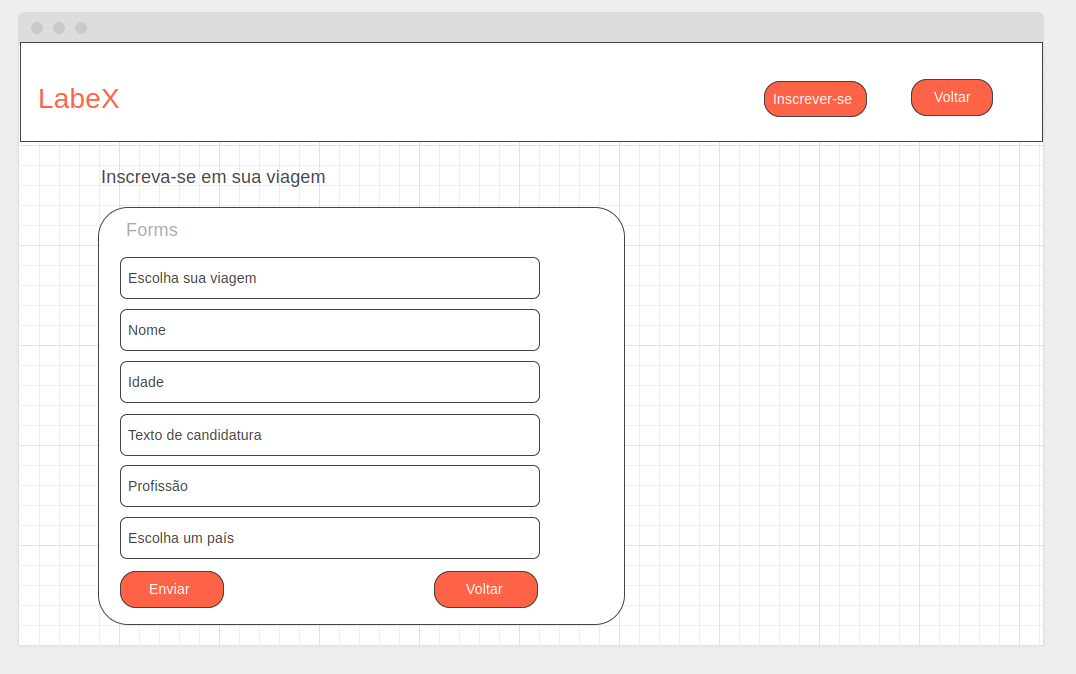 LabeX
Inscrever-se
Voltar
Inscreva-se em sua viagem
Forms
Escolha sua viagem
Nome
Idade
Texto de candidatura
Profissão
Escolha um país
Enviar
Voltar